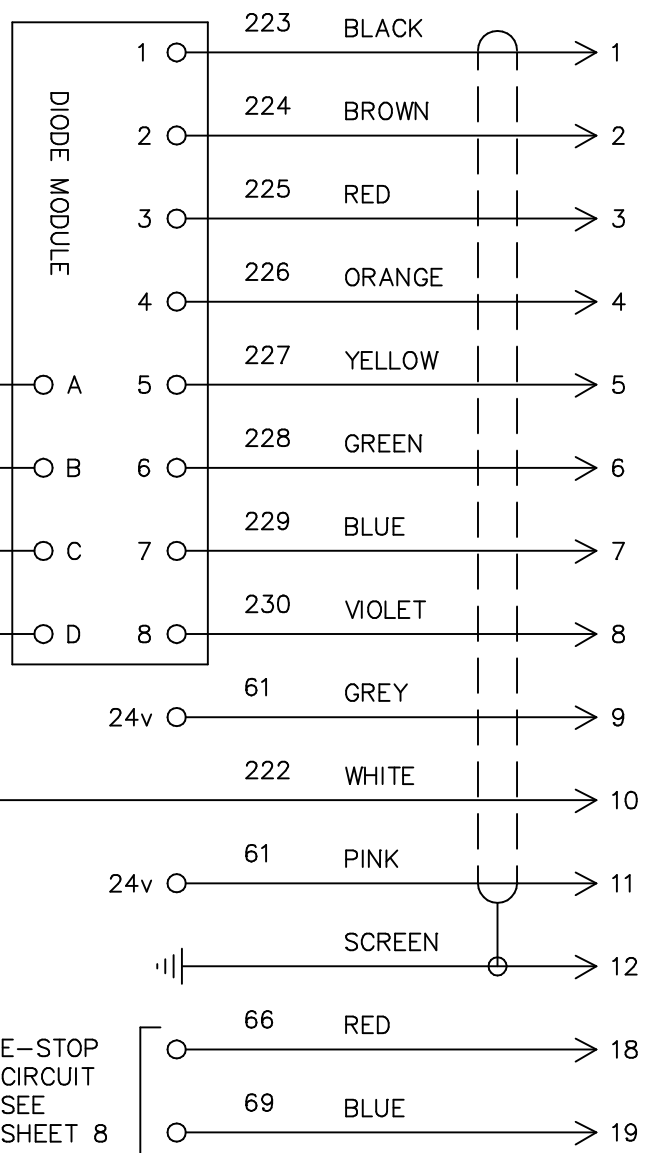 223 BLACK
1 1
DIODE MODULE
224 BROWN
2 2
225 RED
3 3
226 ORANGE
4 4
227 YELLOW
A 5 5
228 GREEN
B 6 6
229 BLUE
C 7 7
230 VIOLET
D 8 8
61 GREY
24v 9
222 WHITE
10
61 PINK
24v 11
SCREEN
12
66 RED
18
E-STOP
CIRCUIT
SEE
SHEET 8
69 BLUE
19